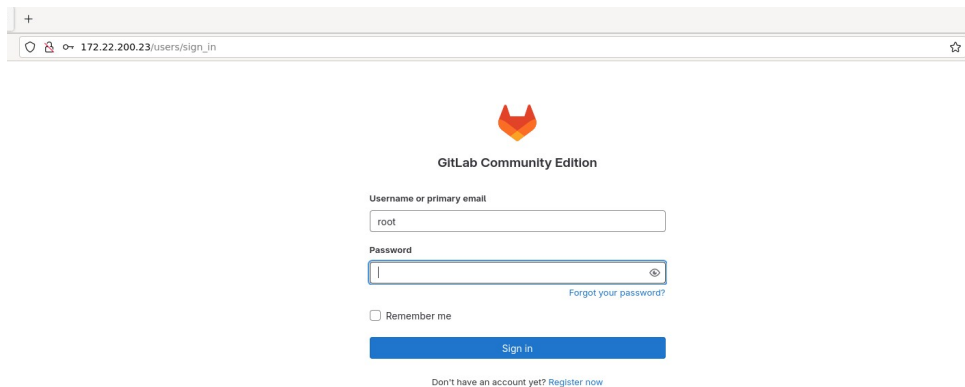 +
172.22.200.23/users/sign_in
GitLab Community Edition
Username or primary email
root
Password
Forgot your password?
Remember me
Sign in
Don't have an account yet? Register now